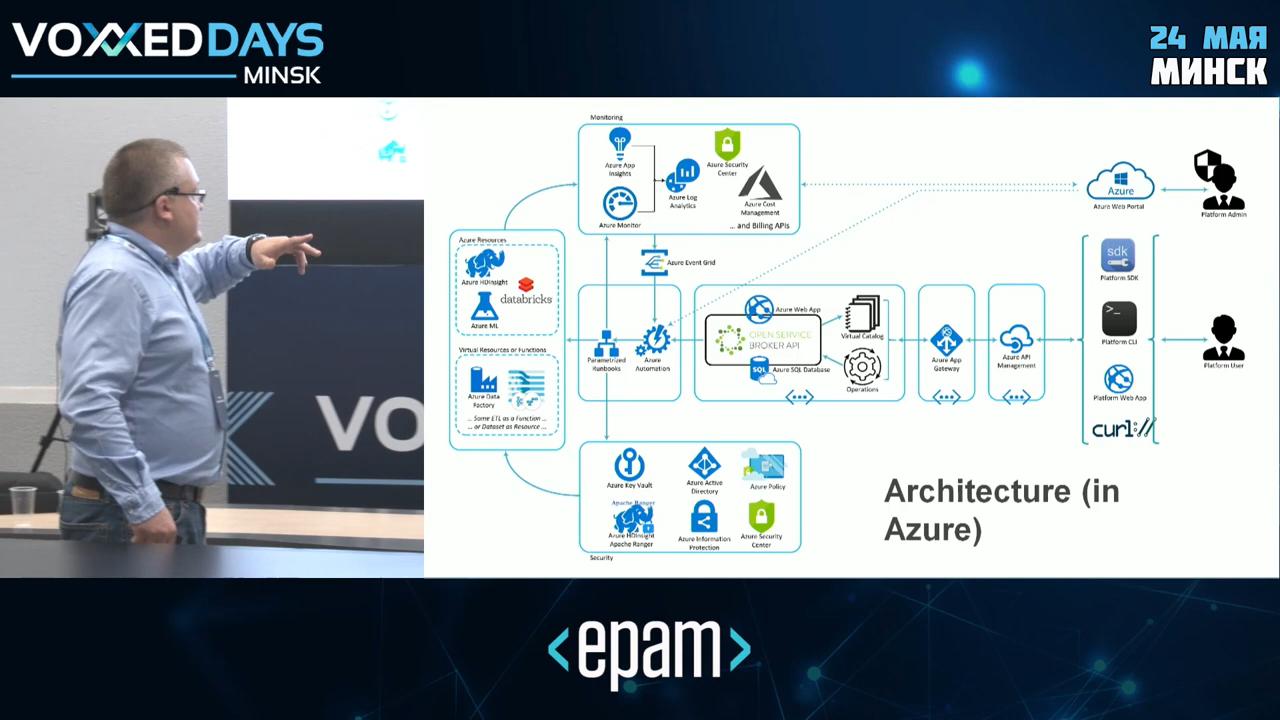 VOXXED DAYS
MINSK
24 МАЯ
МИНСК
Monitoring
Azure App
Insights
Azure Security
Center
Azure Log
Analytics
Azure Monitor
Azure Cost
Management
... and Billing APIs
Azure
Azure Web Portal
Platform Admin
Azure Resources
Azure HDInsight
databricks
Azure ML
Azure Event Grid
sdk
Platform SDK
>_
Platform CLI
Platform Web App
curl://
Platform User
Virtual Resources or Functions
Azure Data
Factory
... Some ETL as a Function ...
... or Dataset as Resource ...
Parametrized
Runbooks
Azure
Automation
Azure Web App
OPEN SERVICE
BROKER API
SQL
Azure SQL Database
Virtual Catalog
Operations
Azure App
Gateway
Azure API
Management
Azure Key Vault
Azure Active
Directory
Azure Policy
Apache Ranger
Azure HDInsight
Apache Ranger
Azure Information
Protection
Azure Security
Center
Security
Architecture (in
Azure)
VO
<epam>